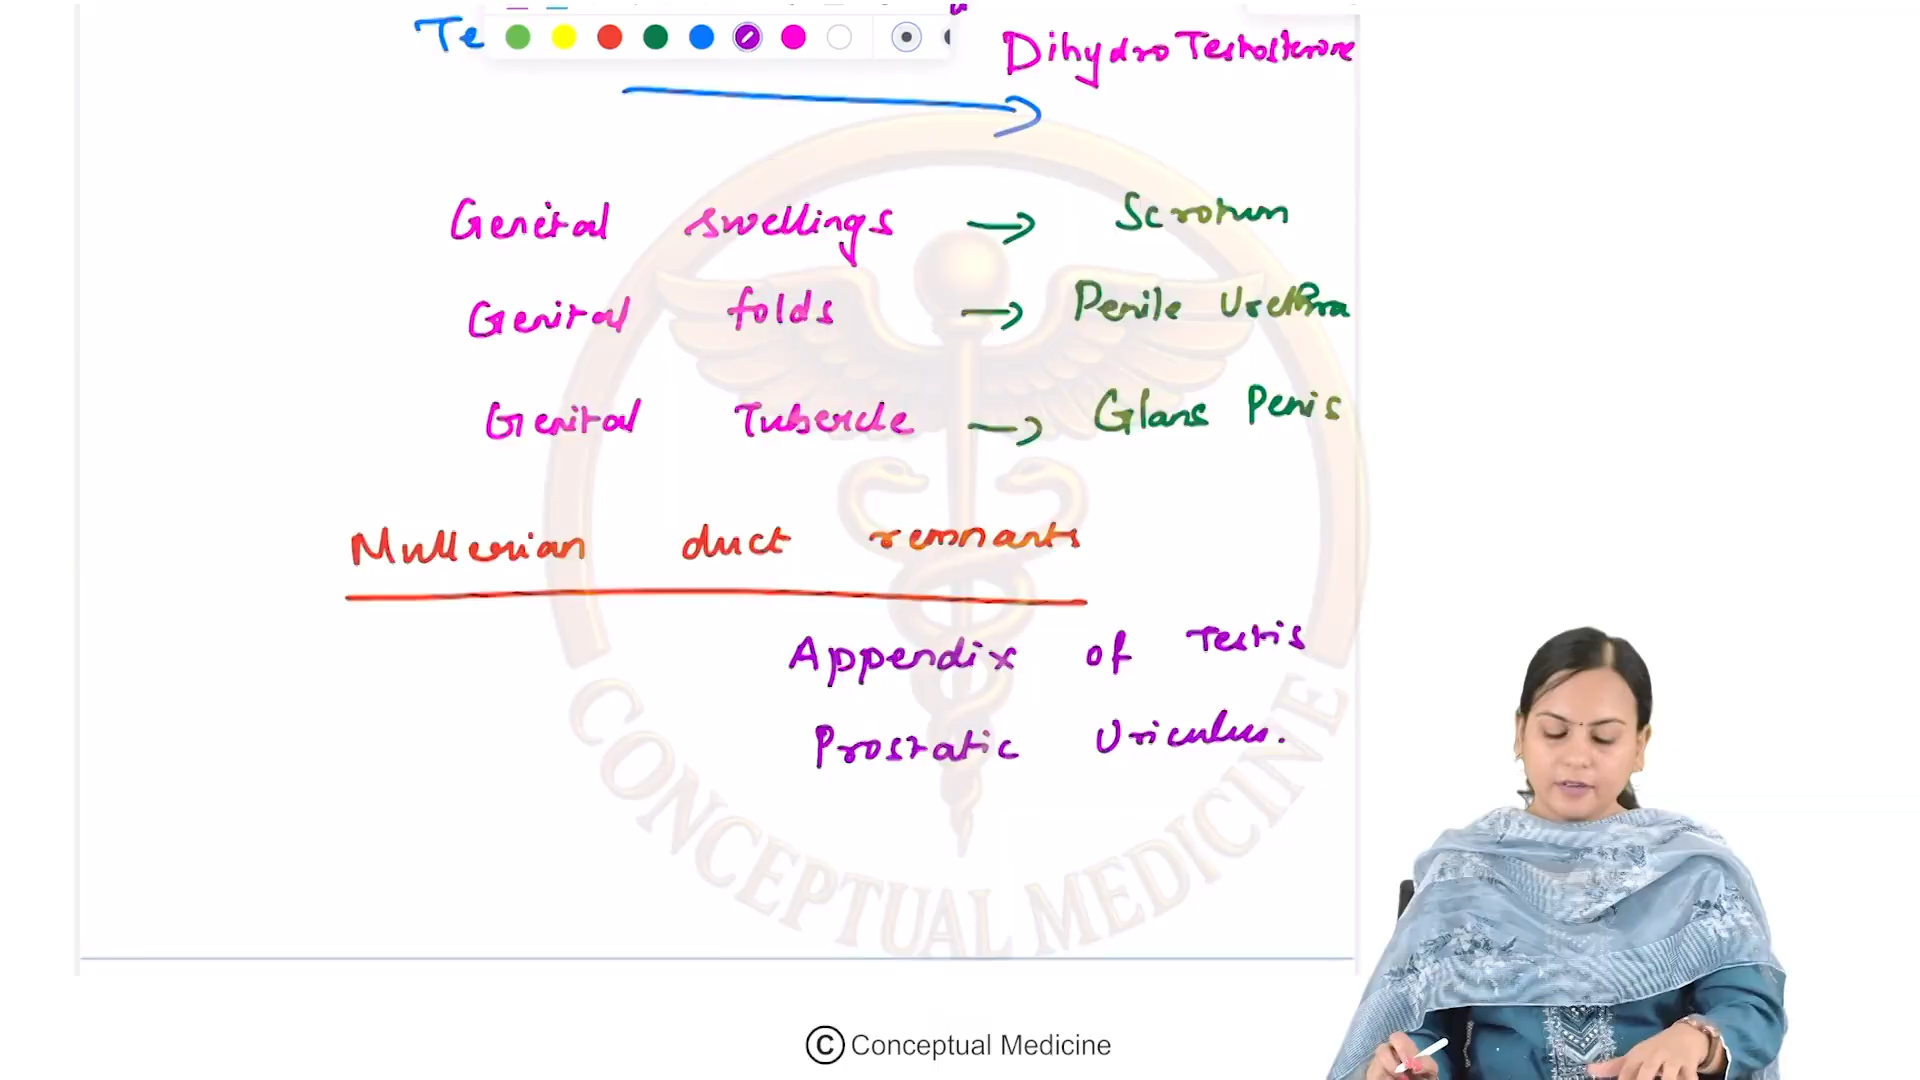 Te
Dihydro Testosterone
Genital swellings → Scrotum
Genital folds → Penile Urethra
Genital Tubercle → Glans Penis
Mullerian duct remnants
Appendix of Testis
Prostatic Uriculus.
CONCEPTUAL MEDICINE
© Conceptual Medicine